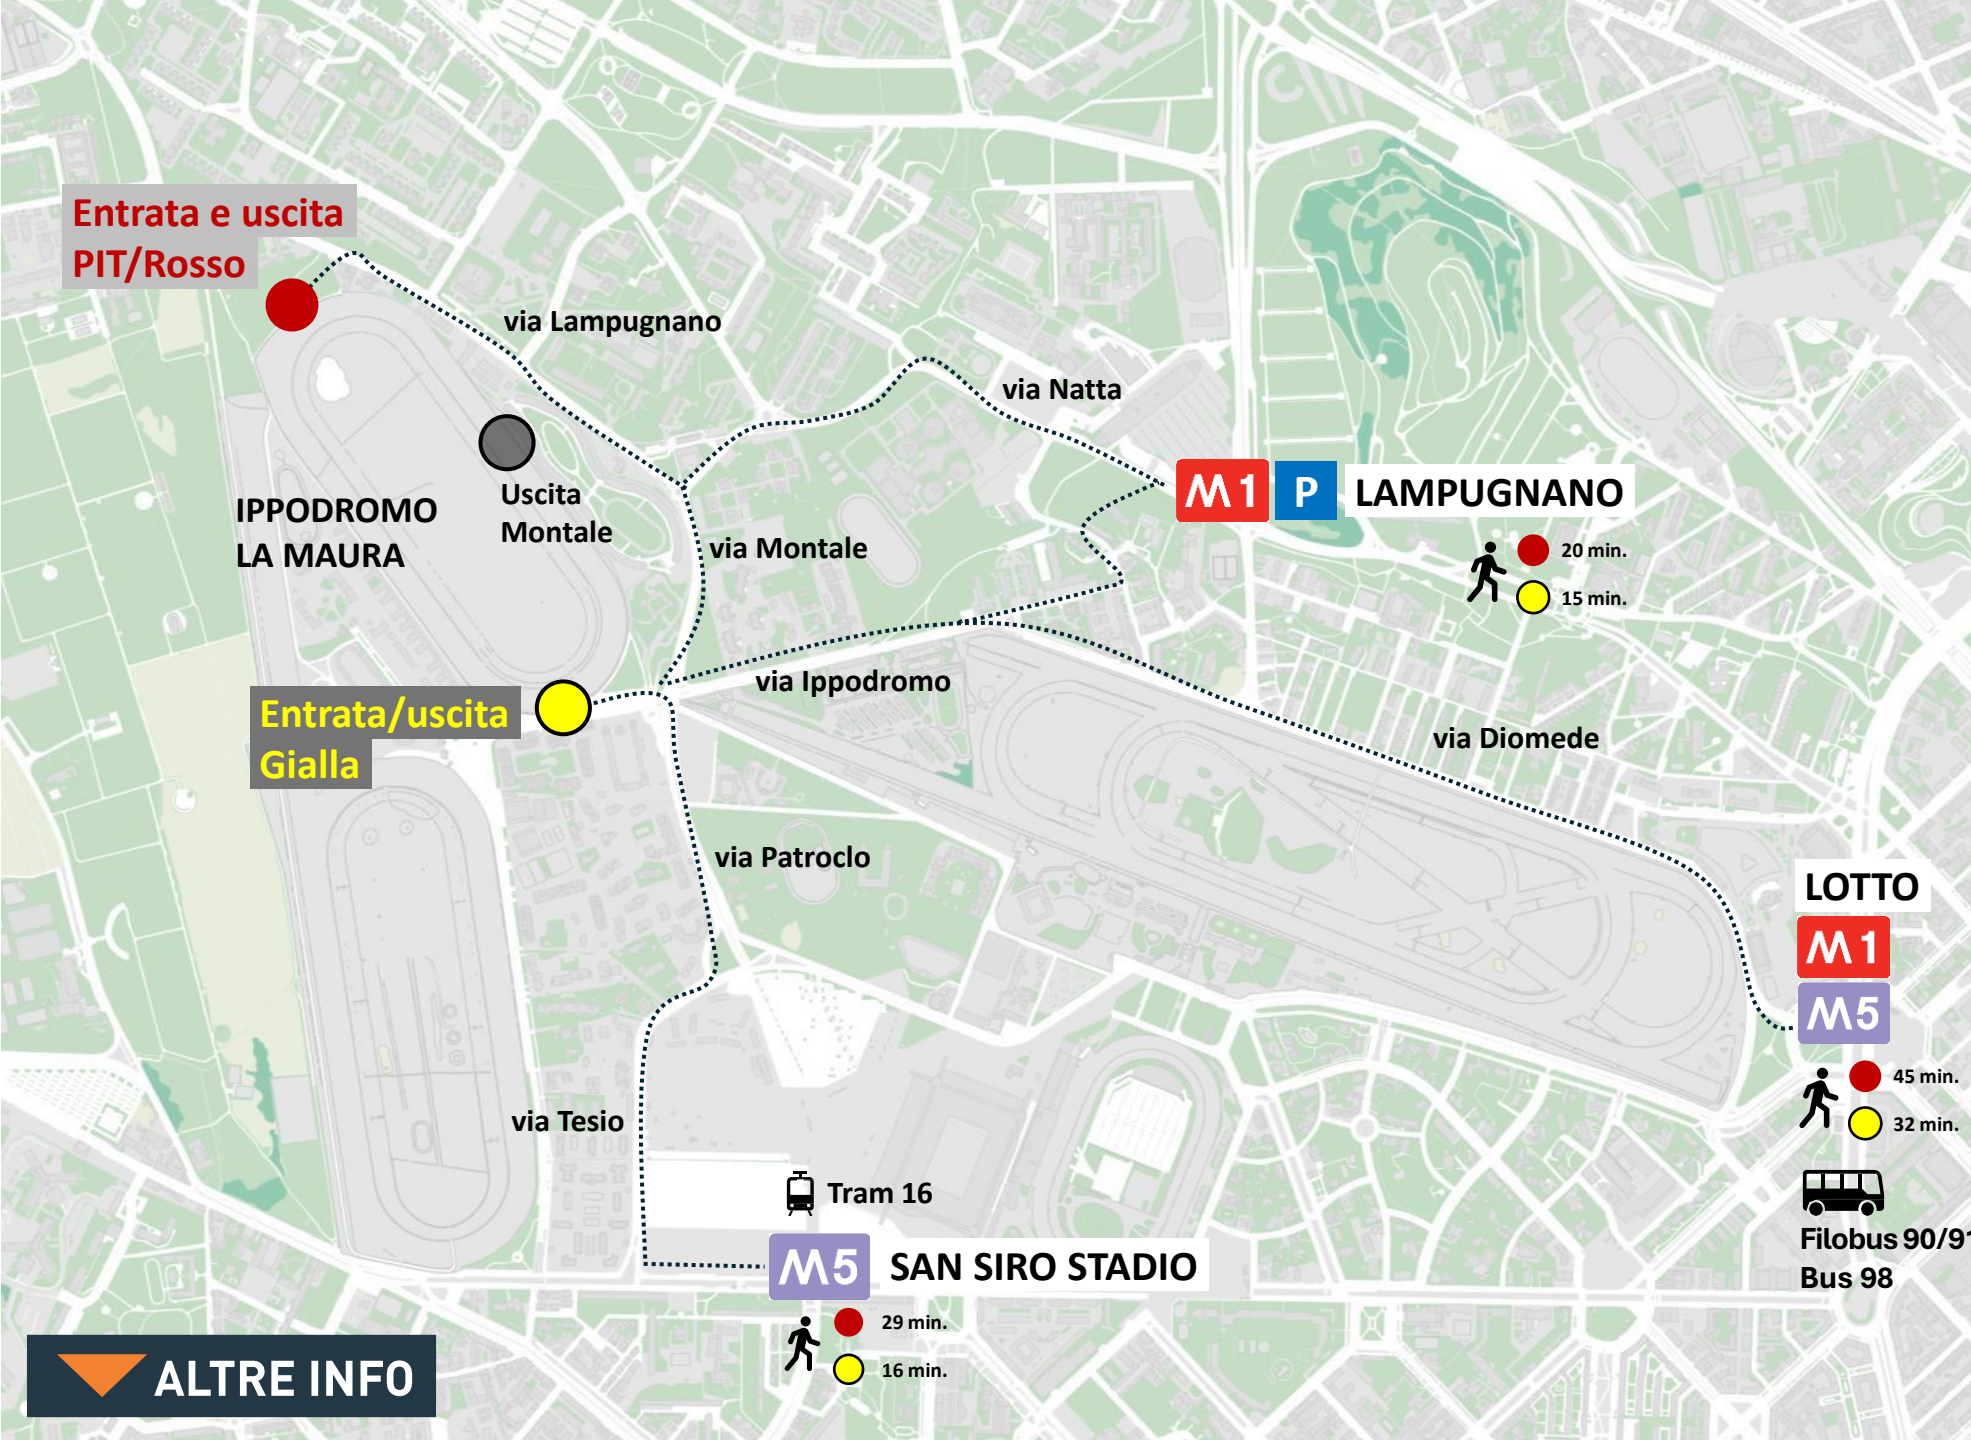 Entrata e uscita
PIT/Rosso
via Lampugnano
via Natta
M1 P LAMPUGNANO
20 min.
15 min.
Uscita
Montale
IPPODROMO
LA MAURA
via Montale
via Ippodromo
Entrata/uscita
Gialla
via Diomede
via Patroclo
LOTTO
M1
M5
45 min.
32 min.
via Tesio
Tram 16
M5 SAN SIRO STADIO
29 min.
16 min.
Filobus 90/91
Bus 98
ALTRE INFO